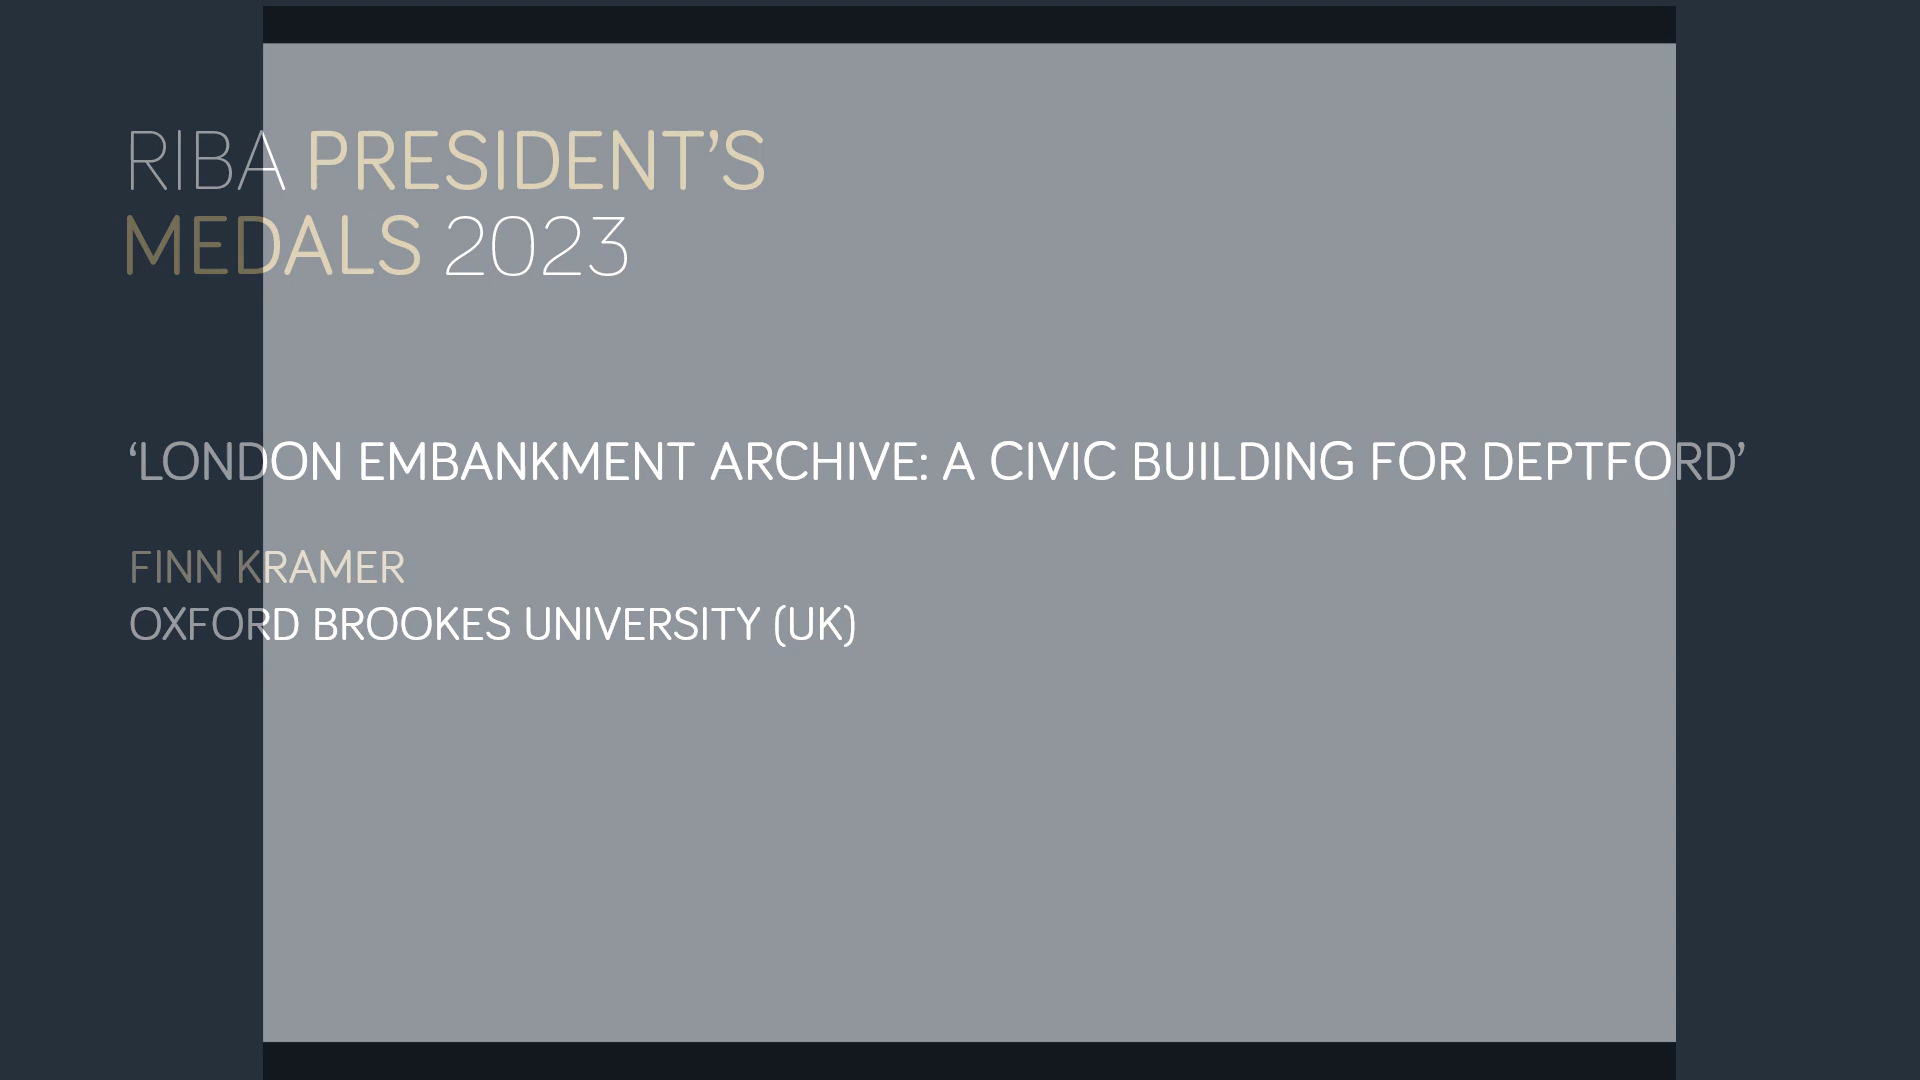 RIBA PRESIDENT’S
MEDALS 2023
‘LONDON EMBANKMENT ARCHIVE: A CIVIC BUILDING FOR DEPTFORD’
FINN KRAMER
OXFORD BROOKES UNIVERSITY (UK)